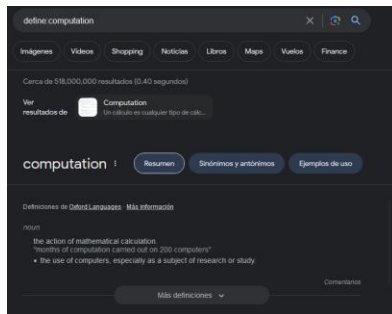 define:computation
Imágenes Vídeos Shopping Noticias Libros Maps Vuelos Finance
Cerca de 518,000,000 resultados (0.40 segundos)
Ver resultados de
Computation
Un cálculo es cualquier tipo de cálc...
computation Resumen Sinónimos y antónimos Ejemplos de uso
Definiciones de Oxford Languages · Más información
noun
the action of mathematical calculation.
"months of computation carried out on 200 computers"
• the use of computers, especially as a subject of research or study.
Comentarios
Más definiciones